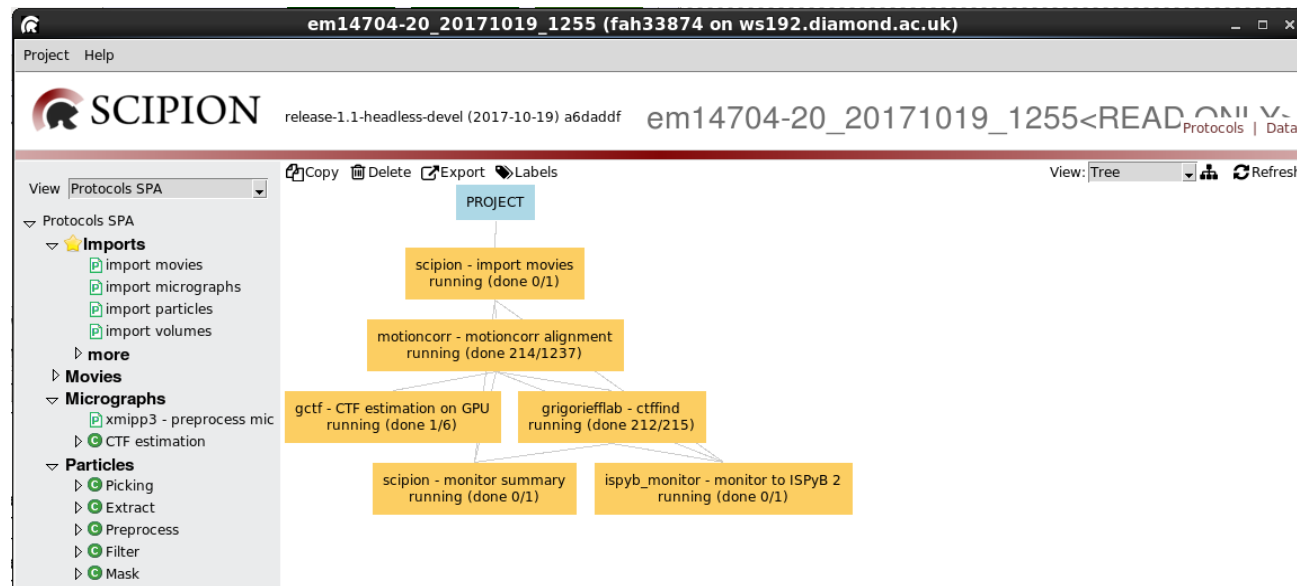 em14704-20_20171019_1255 (fah33874 on ws192.diamond.ac.uk)
Project Help
SCIPION release-1.1-headless-devel (2017-10-19) a6daddf em14704-20_20171019_1255<READ ONLY>
Protocols | Data
Copy Delete Export Labels View: Tree Refresh
View Protocols SPA
Protocols SPA
Imports
import movies
import micrographs
import particles
import volumes
more
Movies
Micrographs
xmipp3 - preprocess mic
CTF estimation
Particles
Picking
Extract
Preprocess
Filter
Mask
PROJECT
scipion - import movies
running (done 0/1)
motioncorr - motioncorr alignment
running (done 214/1237)
gctf - CTF estimation on GPU
running (done 1/6)
grigoriefflab - ctffind
running (done 212/215)
scipion - monitor summary
running (done 0/1)
ispyb_monitor - monitor to ISPyB 2
running (done 0/1)